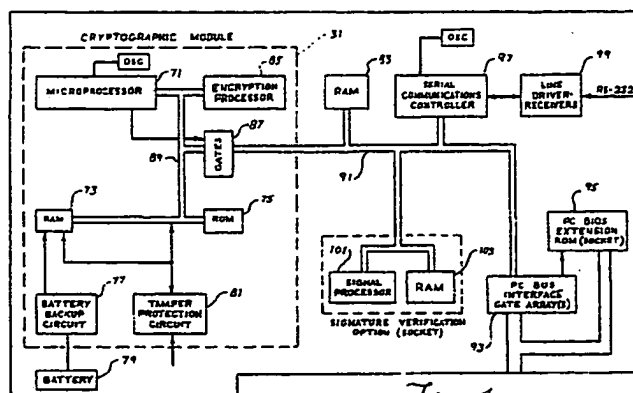 CRYPTOGRAPHIC MODULE
31
OSC
71
MICROPROCESSOR
85
ENCRYPTION
PROCESSOR
87
GATES
89
73
RAM
75
ROM
77
BATTERY
BACKUP
CIRCUIT
81
TAMPER
PROTECTION
CIRCUIT
79
BATTERY
83
RAM
OSC
97
SERIAL
COMMUNICATIONS
CONTROLLER
99
LINE
DRIVER-
RECEIVERS
RS-232
91
101
SIGNAL
PROCESSOR
103
RAM
SIGNATURE VERIFICATION
OPTION (SOCKET)
95
PC BIOS
EXTENSION
ROM (SOCKET)
PC BUS
INTERFACE
GATE ARRAY(S)
93